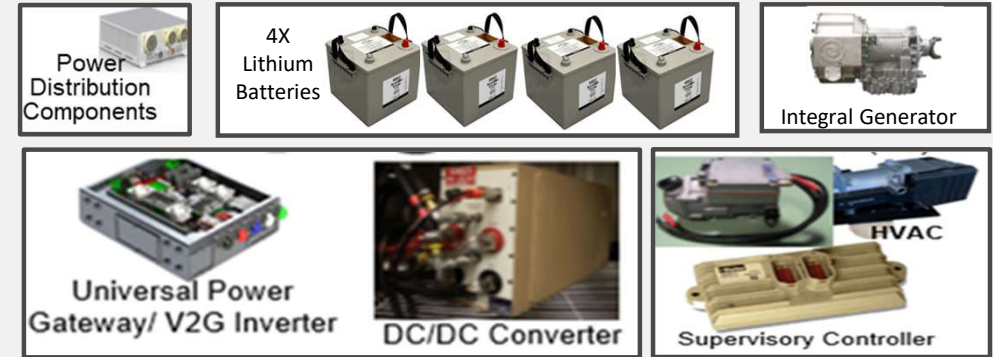 Power
Distribution
Components
4X
Lithium
Batteries
Integral Generator
Universal Power
Gateway/ V2G Inverter
DC/DC Converter
HVAC
Supervisory Controller